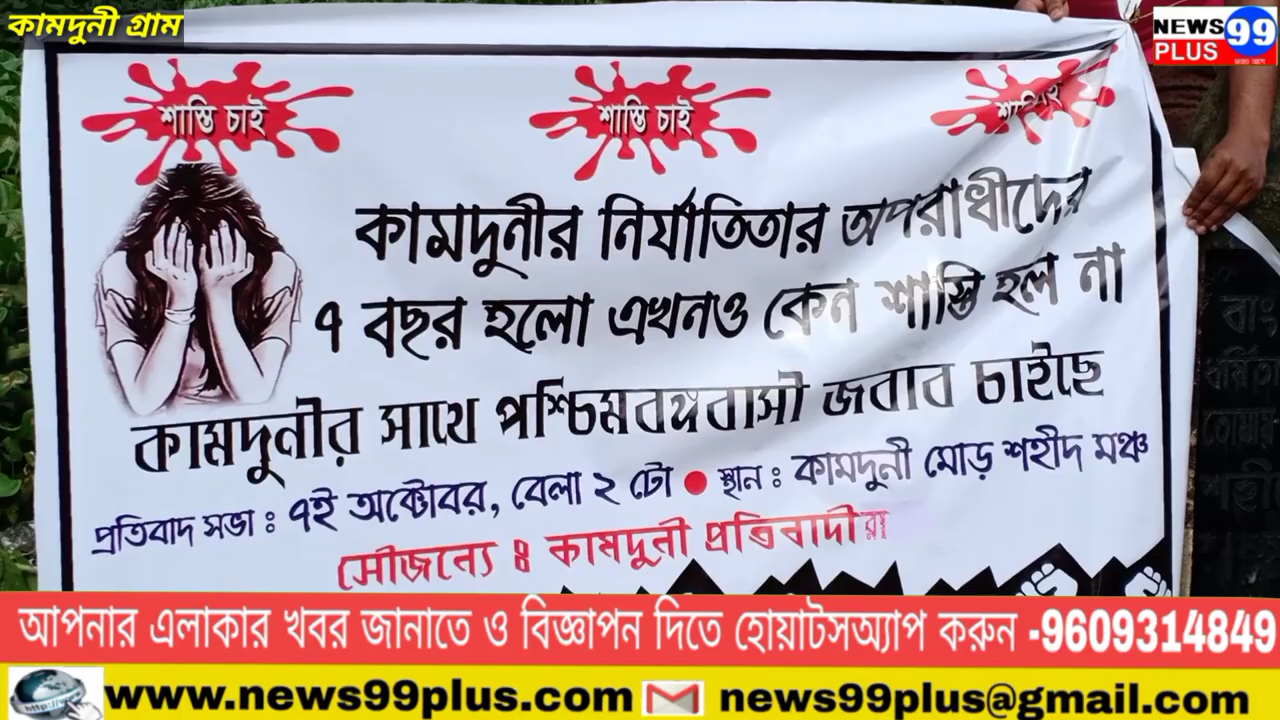 কামদুনী গ্রাম
NEWS 99
PLUS
শাস্তি চাই
শাস্তি চাই
কামদুনীর নির্যাতিতার অপরাধীদের
৭ বছর হলো এখনও কেন শাস্তি হল না
কামদুনীর সাথে পশ্চিমবঙ্গবাসী জবাব চাইছে
প্রতিবাদ সভা : ৭ই অক্টোবর, বেলা ২ টো ● স্থান : কামদুনী মোড় শহীদ মঞ্চ
সৌজন্যে ঃ কামদুনী প্রতিবাদীরা
আপনার এলাকার খবর জানাতে ও বিজ্ঞাপন দিতে হোয়াটসঅ্যাপ করুন -9609314849
http://
www.news99plus.com news99plus@gmail.com